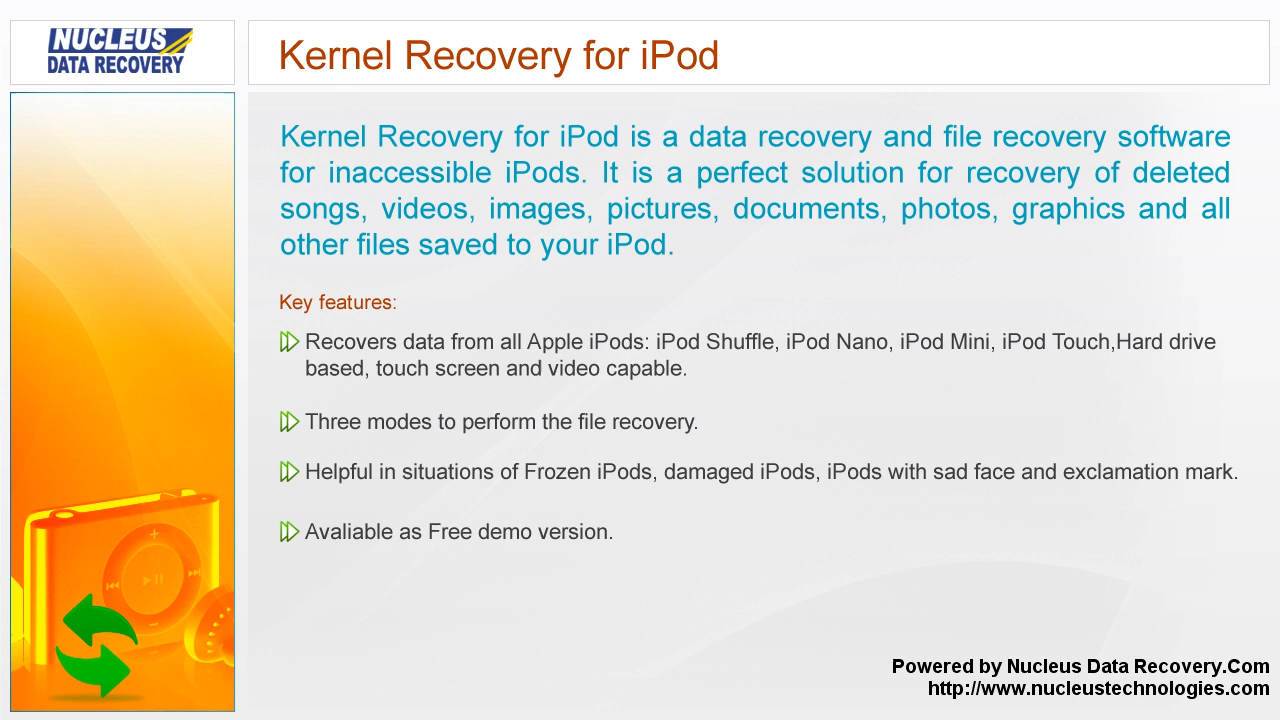 NUCLEUS
DATA RECOVERY
Kernel Recovery for iPod
Kernel Recovery for iPod is a data recovery and file recovery software
for inaccessible iPods. It is a perfect solution for recovery of deleted
songs, videos, images, pictures, documents, photos, graphics and all
other files saved to your iPod.
Key features:
Recovers data from all Apple iPods: iPod Shuffle, iPod Nano, iPod Mini, iPod Touch,Hard drive
based, touch screen and video capable.
Three modes to perform the file recovery.
Helpful in situations of Frozen iPods, damaged iPods, iPods with sad face and exclamation mark.
Avaliable as Free demo version.
Powered by Nucleus Data Recovery.Com
http://www.nucleustechnologies.com